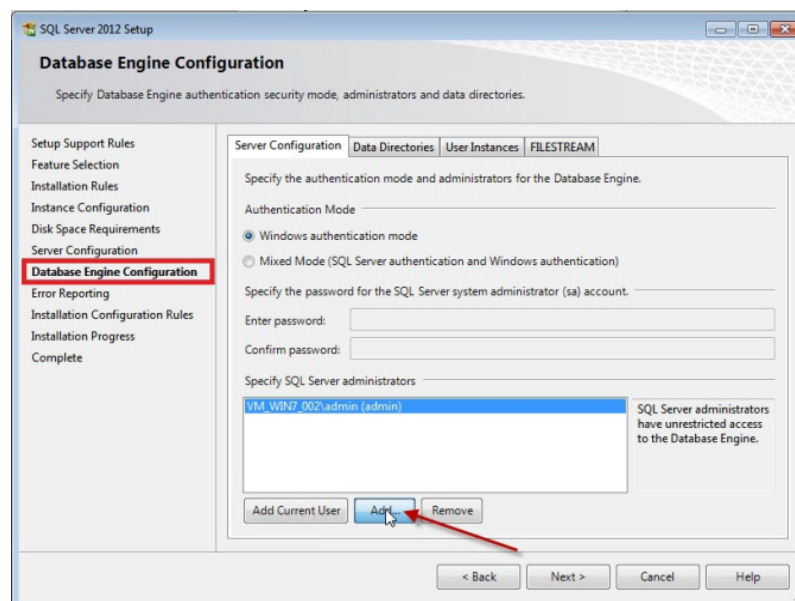 SQL Server 2012 Setup
Database Engine Configuration
Specify Database Engine authentication security mode, administrators and data directories.
Setup Support Rules
Feature Selection
Installation Rules
Instance Configuration
Disk Space Requirements
Server Configuration
Database Engine Configuration
Error Reporting
Installation Configuration Rules
Installation Progress
Complete
Server Configuration Data Directories User Instances FILESTREAM
Specify the authentication mode and administrators for the Database Engine.
Authentication Mode
Windows authentication mode
Mixed Mode (SQL Server authentication and Windows authentication)
Specify the password for the SQL Server system administrator (sa) account.
Enter password:
Confirm password:
Specify SQL Server administrators
VM_WIN7_002\admin (admin)
SQL Server administrators
have unrestricted access
to the Database Engine.
Add Current User Add... Remove
< Back Next > Cancel Help